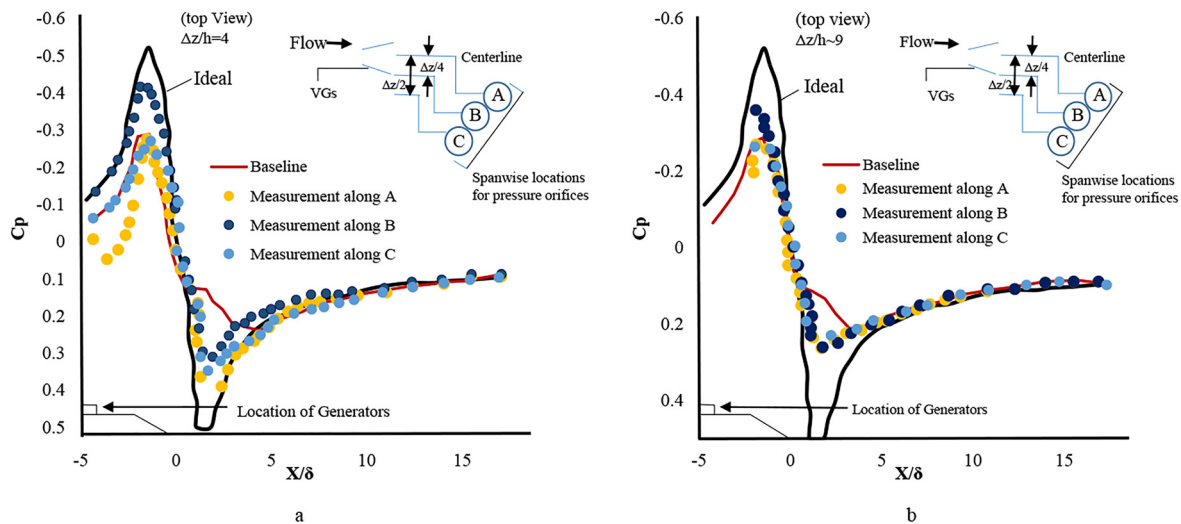 -0.6
-0.5
-0.4
-0.3
-0.2
-0.1
0
0.1
0.2
0.3
0.4
0.5
Cp
(top View)
Δz/h=4
Ideal
Flow
VGs
Δz/2
Δz/4
Centerline
A
B
C
Spanwise locations
for pressure orifices
Baseline
Measurement along A
Measurement along B
Measurement along C
Location of Generators
-5
0
5
10
15
X/δ
a
-0.6
-0.4
-0.2
0
0.2
0.4
Cp
(top view)
Δz/h~9
Ideal
Flow
VGs
Δz/2
Δz/4
Centerline
A
B
C
Spanwise locations
for pressure orifices
Baseline
Measurement along A
Measurement along B
Measurement along C
Location of Generators
-5
0
5
10
15
X/δ
b